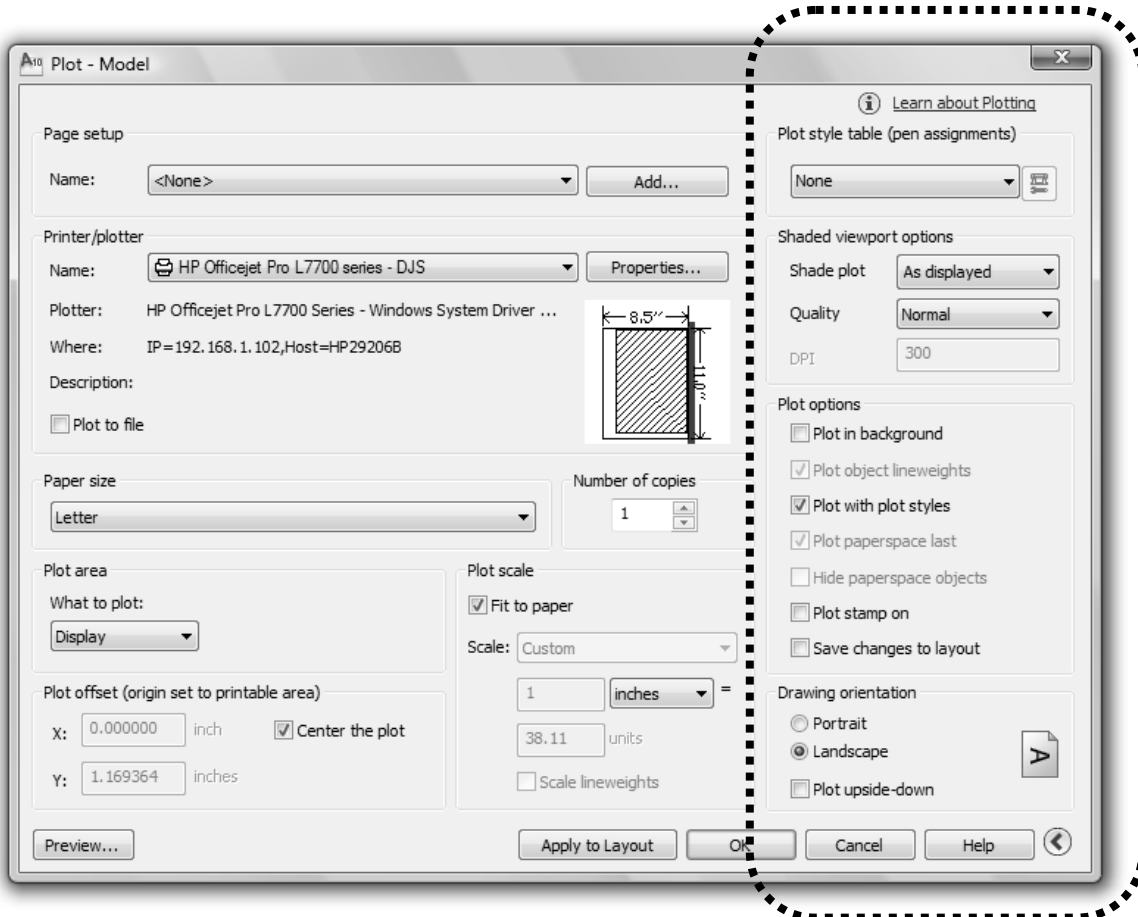 A10 Plot - Model
X
Learn about Plotting
Page setup
Name: <None> Add...
Printer/plotter
Name: HP Officejet Pro L7700 series - DJS Properties...
Plotter: HP Officejet Pro L7700 Series - Windows System Driver ...
Where: IP=192.168.1.102,Host=HP29206B
Description:
Plot to file
8.5''
11.0''
Paper size
Letter
Number of copies
1
Plot area
What to plot:
Display
Plot offset (origin set to printable area)
X: 0.000000 inch Center the plot
Y: 1.169364 inches
Plot scale
Fit to paper
Scale: Custom
1 inches =
38.11 units
Scale lineweights
Plot style table (pen assignments)
None
Shaded viewport options
Shade plot As displayed
Quality Normal
DPI 300
Plot options
Plot in background
Plot object lineweights
Plot with plot styles
Plot paperspace last
Hide paperspace objects
Plot stamp on
Save changes to layout
Drawing orientation
Portrait
Landscape
Plot upside-down
A
Preview... Apply to Layout OK Cancel Help